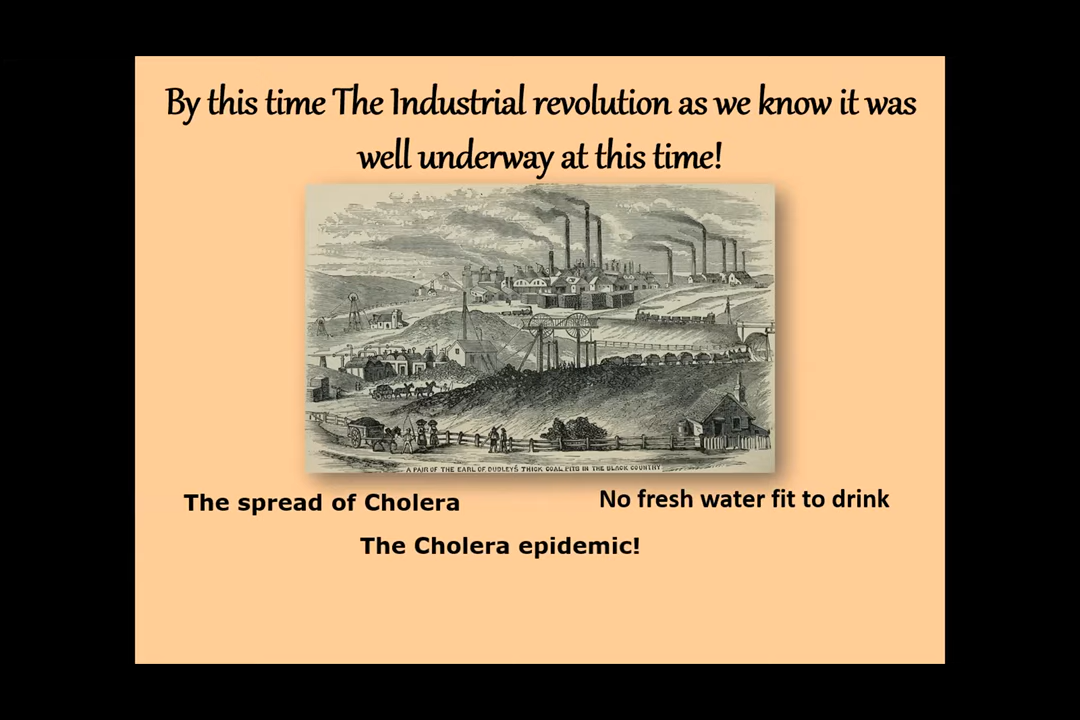 By this time The Industrial revolution as we know it was
well underway at this time!
A PAIR OF THE EARL OF DUDLEY'S THICK COAL PITS IN THE BLACK COUNTRY
The spread of Cholera
No fresh water fit to drink
The Cholera epidemic!